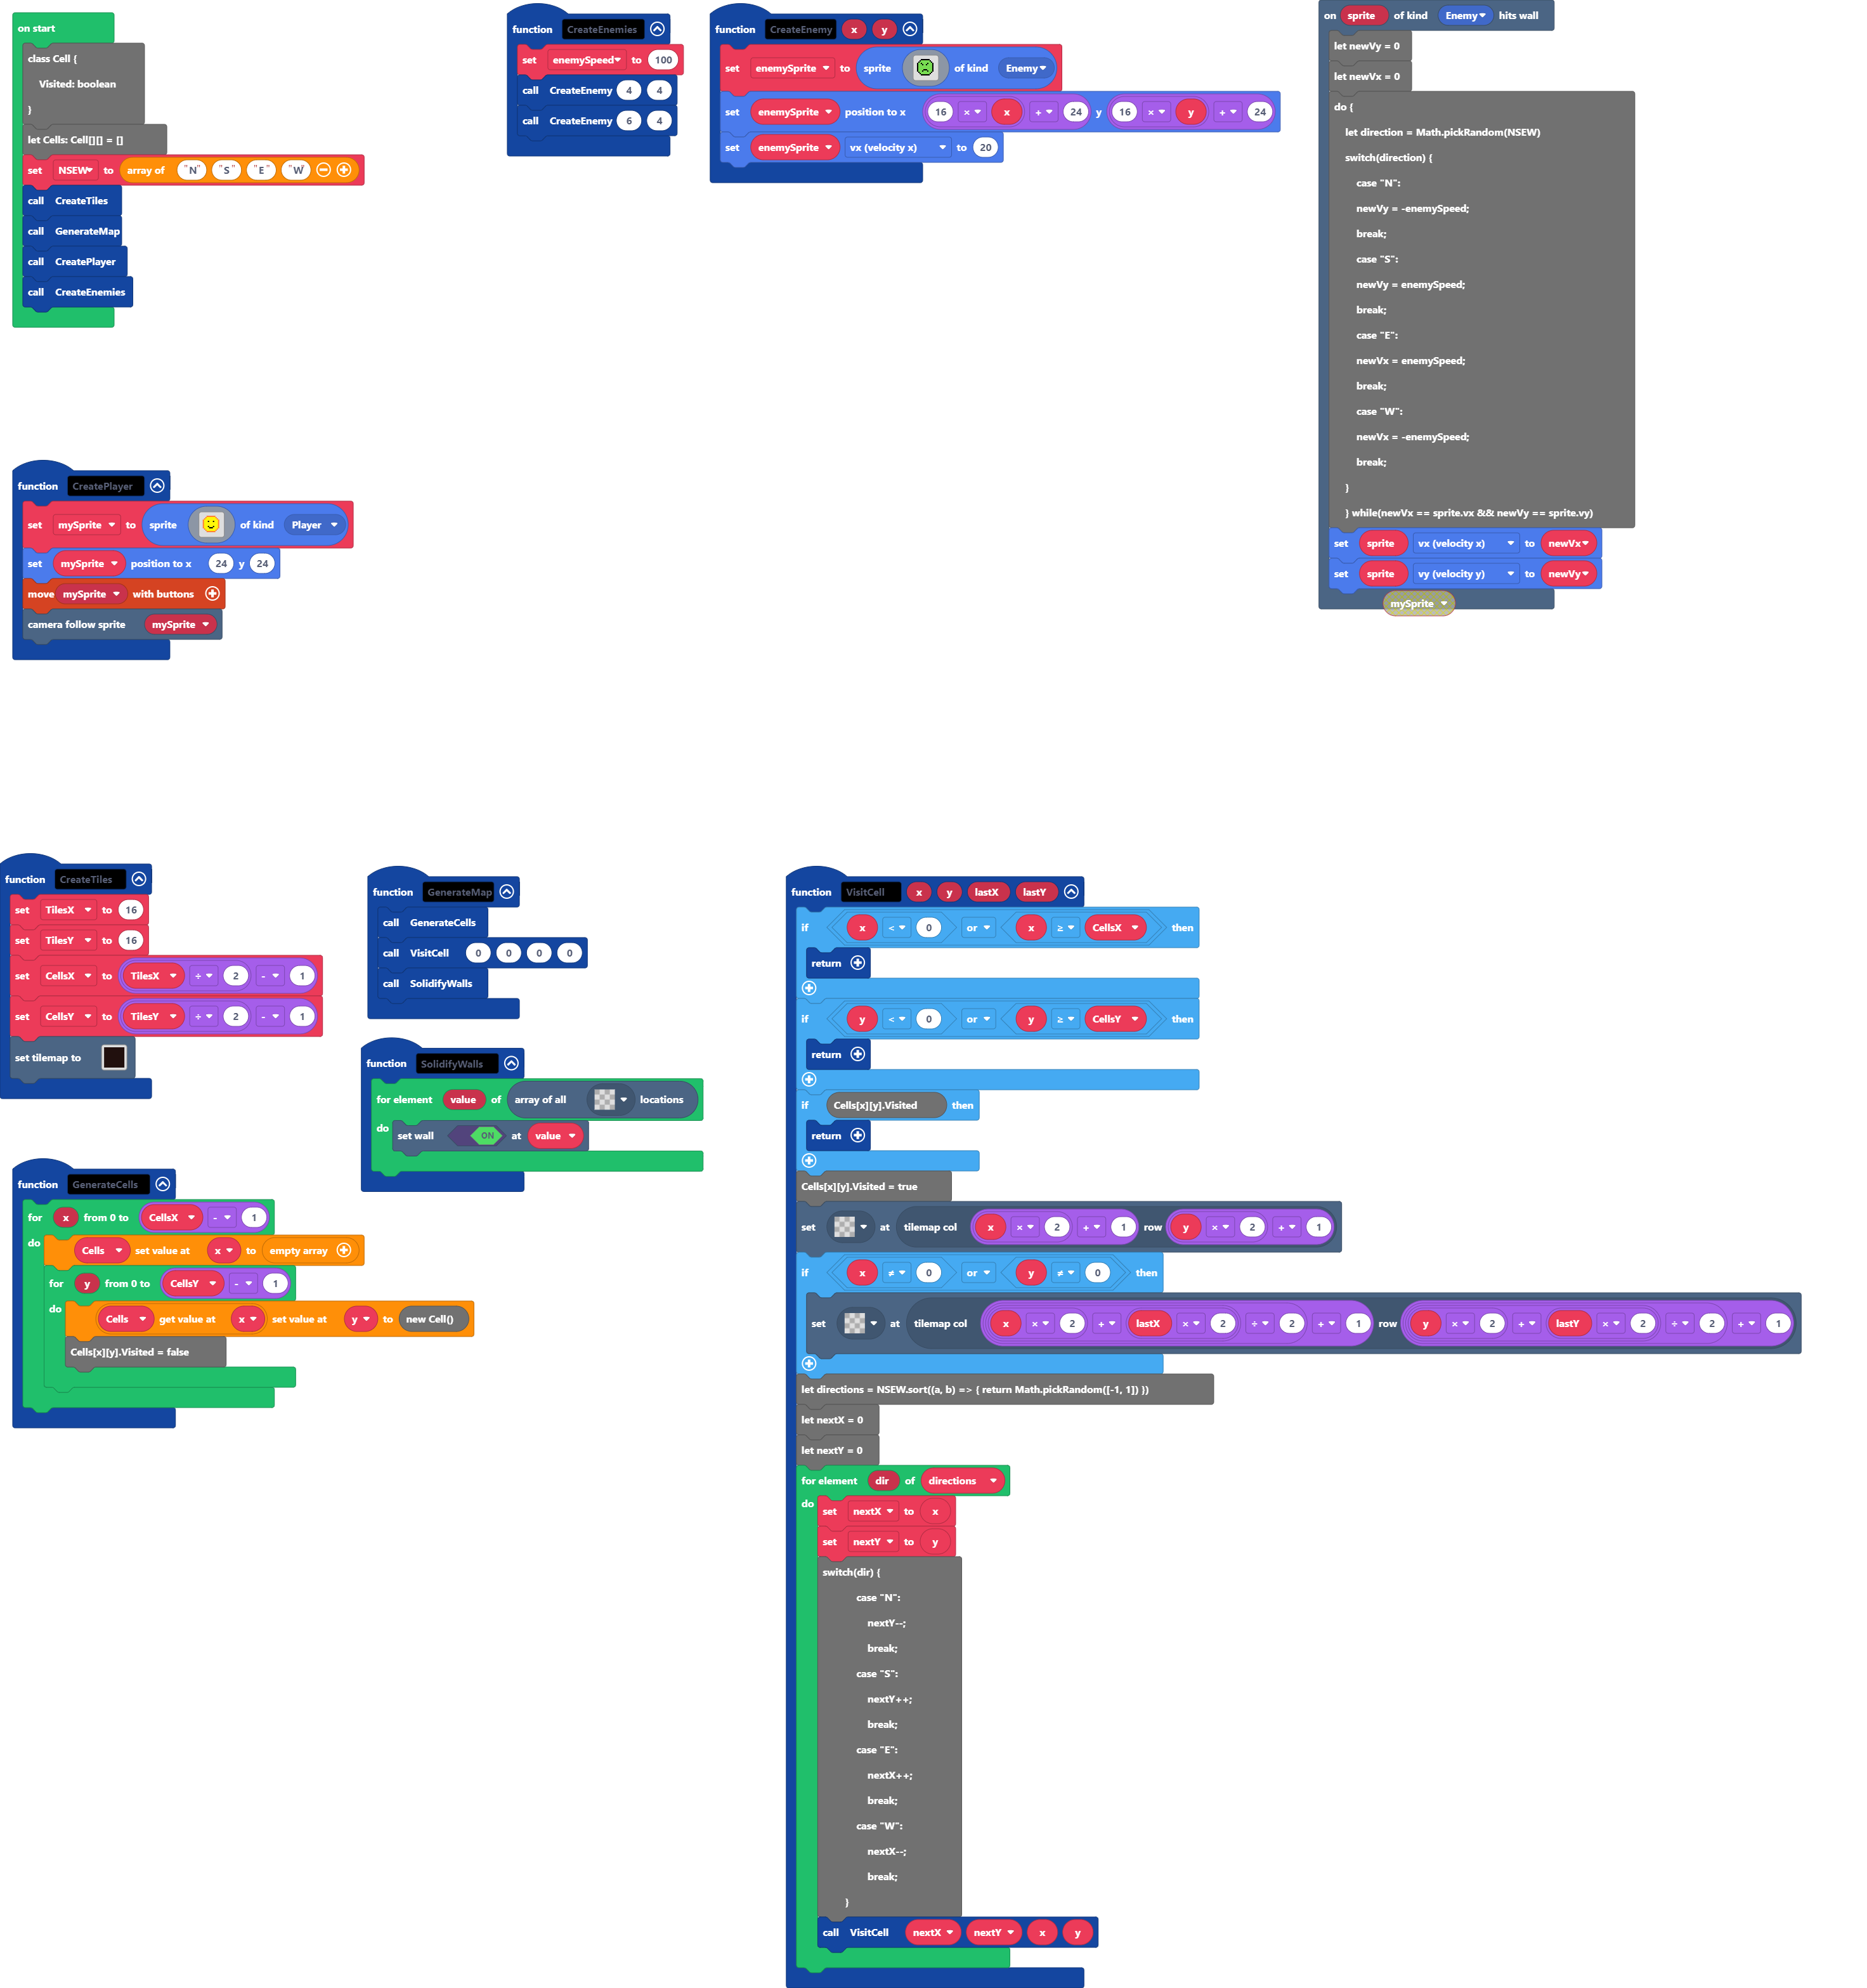 on start
class Cell {
Visited: boolean
}
let Cells: Cell[][] = []
set NSEW to array of "N" "S" "E" "W"
call CreateTiles
call GenerateMap
call CreatePlayer
call CreateEnemies
function CreateEnemies
set enemySpeed to 100
call CreateEnemy 4 4
call CreateEnemy 6 4
function CreateEnemy x y
set enemySprite to sprite of kind Enemy
set enemySprite position to x 16 × x + 24 y 16 × y + 24
set enemySprite vx (velocity x) to 20
on sprite of kind Enemy hits wall
let newVy = 0
let newVx = 0
do {
let direction = Math.pickRandom(NSEW)
switch(direction) {
case "N":
newVy = -enemySpeed;
break;
case "S":
newVy = enemySpeed;
break;
case "E":
newVx = enemySpeed;
break;
case "W":
newVx = -enemySpeed;
break;
}
} while(newVx == sprite.vx && newVy == sprite.vy)
set sprite vx (velocity x) to newVx
set sprite vy (velocity y) to newVy
mySprite
function CreatePlayer
set mySprite to sprite of kind Player
set mySprite position to x 24 y 24
move mySprite with buttons
camera follow sprite mySprite
function CreateTiles
set TilesX to 16
set TilesY to 16
set CellsX to TilesX ÷ 2 - 1
set CellsY to TilesY ÷ 2 - 1
set tilemap to
function GenerateMap
call GenerateCells
call VisitCell 0 0 0 0
call SolidifyWalls
function SolidifyWalls
for element value of array of all locations
do set wall ON at value
function GenerateCells
for x from 0 to CellsX - 1
do Cells set value at x to empty array
for y from 0 to CellsY - 1
do Cells get value at x set value at y to new Cell()
Cells[x][y].Visited = false
function VisitCell x y lastX lastY
if x < 0 or x ≥ CellsX then
return
if y < 0 or y ≥ CellsY then
return
if Cells[x][y].Visited then
return
Cells[x][y].Visited = true
set at tilemap col x × 2 + 1 row y × 2 + 1
if x ≠ 0 or y ≠ 0 then
set at tilemap col x × 2 + lastX × 2 ÷ 2 + 1 row y × 2 + lastY × 2 ÷ 2 + 1
let directions = NSEW.sort((a, b) => { return Math.pickRandom([-1, 1]) })
let nextX = 0
let nextY = 0
for element dir of directions
do set nextX to x
set nextY to y
switch(dir) {
case "N":
nextY--;
break;
case "S":
nextY++;
break;
case "E":
nextX++;
break;
case "W":
nextX--;
break;
}
call VisitCell nextX nextY x y